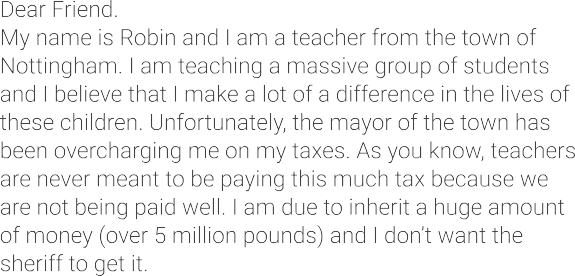 Dear Friend.
My name is Robin and I am a teacher from the town of
Nottingham. I am teaching a massive group of students
and I believe that I make a lot of a difference in the lives of
these children. Unfortunately, the mayor of the town has
been overcharging me on my taxes. As you know, teachers
are never meant to be paying this much tax because we
are not being paid well. I am due to inherit a huge amount
of money (over 5 million pounds) and I don't want the
sheriff to get it.